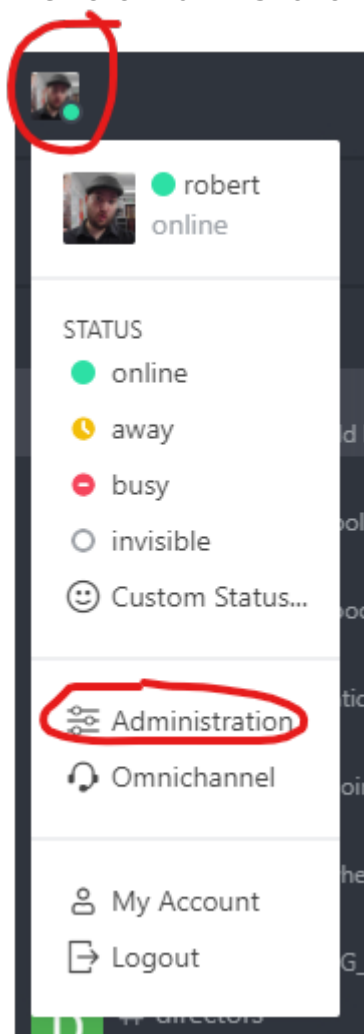 robert
online
STATUS
online
away
busy
invisible
Custom Status...
Administration
Omnichannel
My Account
Logout